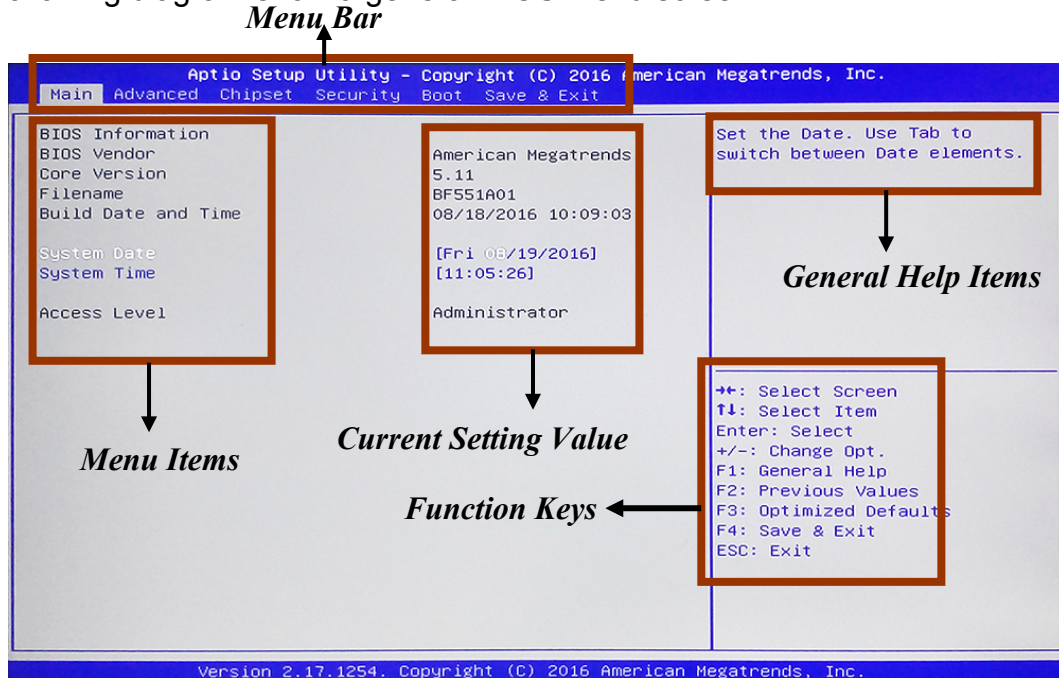 Menu Bar
Aptio Setup Utility – Copyright (C) 2016 American Megatrends, Inc.
Main Advanced Chipset Security Boot Save & Exit
BIOS Information
BIOS Vendor American Megatrends
Core Version 5.11
Filename BF551A01
Build Date and Time 08/18/2016 10:09:03
System Date [Fri 08/19/2016]
System Time [11:05:26]
Access Level Administrator
Set the Date. Use Tab to
switch between Date elements.
General Help Items
Menu Items
Current Setting Value
Function Keys
→←: Select Screen
↑↓: Select Item
Enter: Select
+/-: Change Opt.
F1: General Help
F2: Previous Values
F3: Optimized Defaults
F4: Save & Exit
ESC: Exit
Version 2.17.1254. Copyright (C) 2016 American Megatrends, Inc.